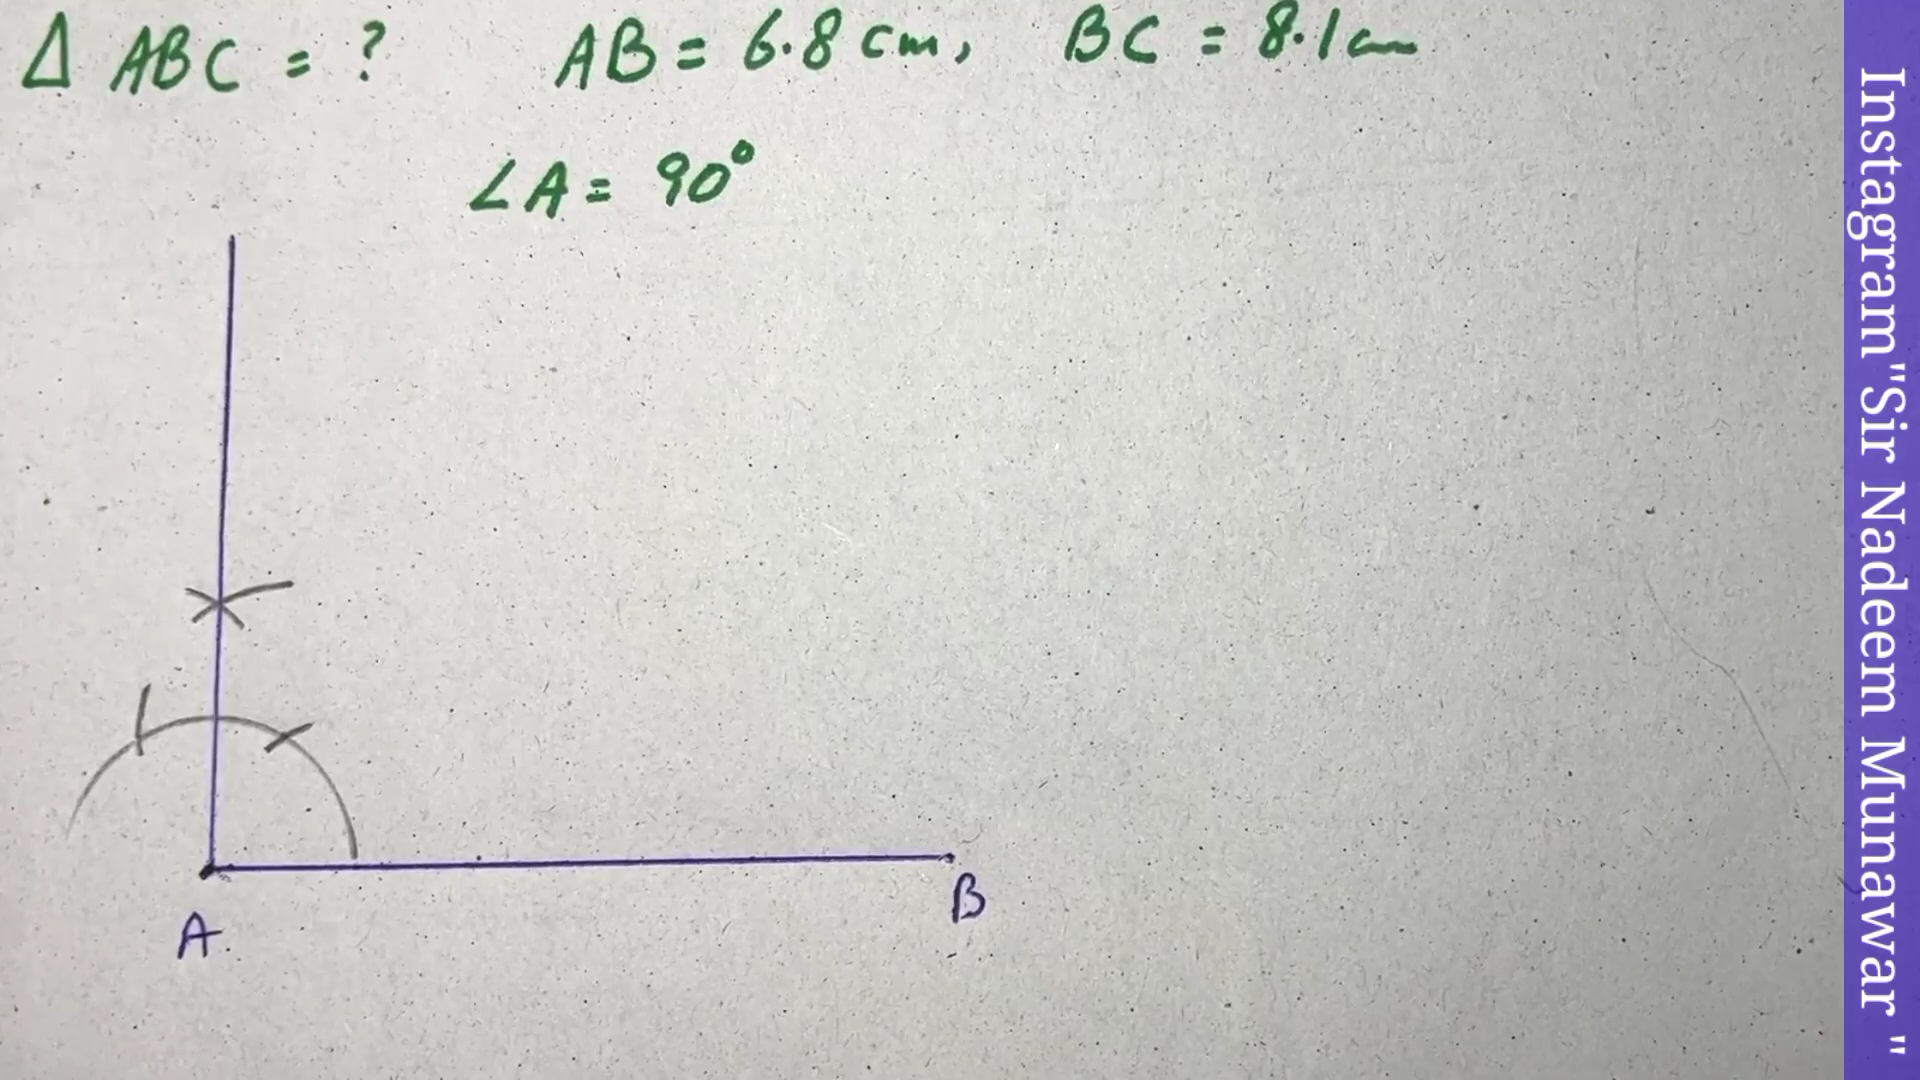 Δ ABC = ? AB = 6.8 cm, BC = 8.1 cm
∠A = 90°
A
B
Instagram"Sir Nadeem Munawar"